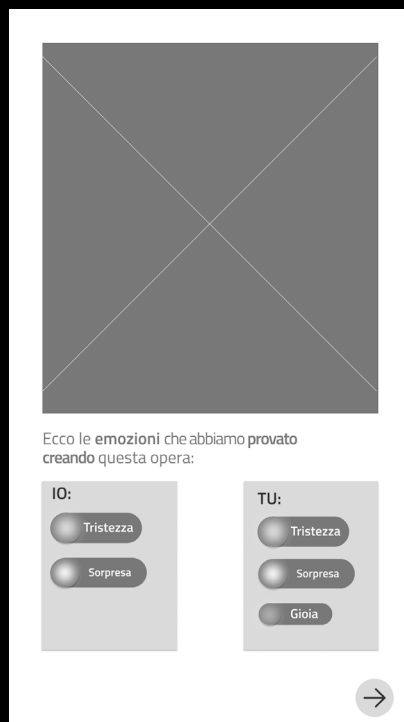 Ecco le emozioni che abbiamo provato
creando questa opera:
IO:
Tristezza
Sorpresa
TU:
Tristezza
Sorpresa
Gioia